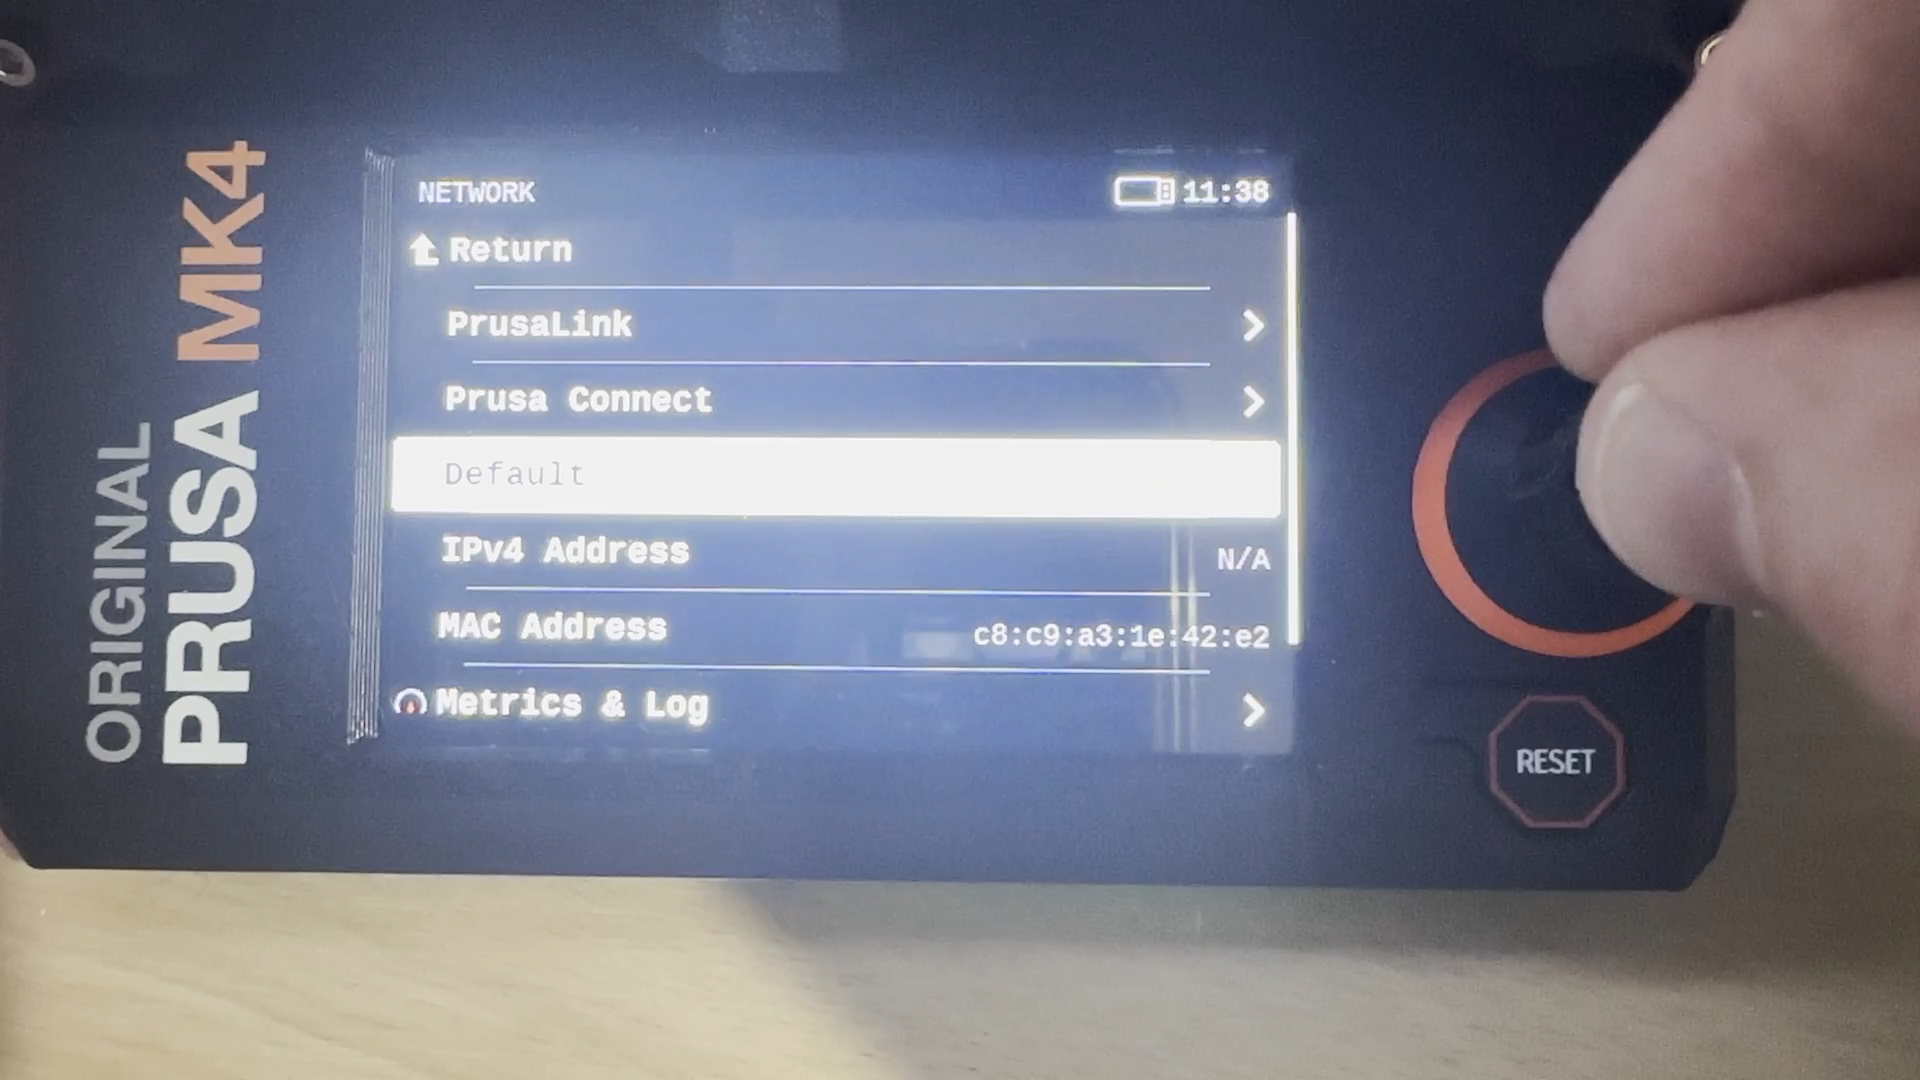 ORIGINAL
PRUSA MK4
NETWORK 11:38
Return
PrusaLink
Prusa Connect
Default
IPv4 Address N/A
MAC Address c8:c9:a3:1e:42:e2
Metrics & Log
RESET